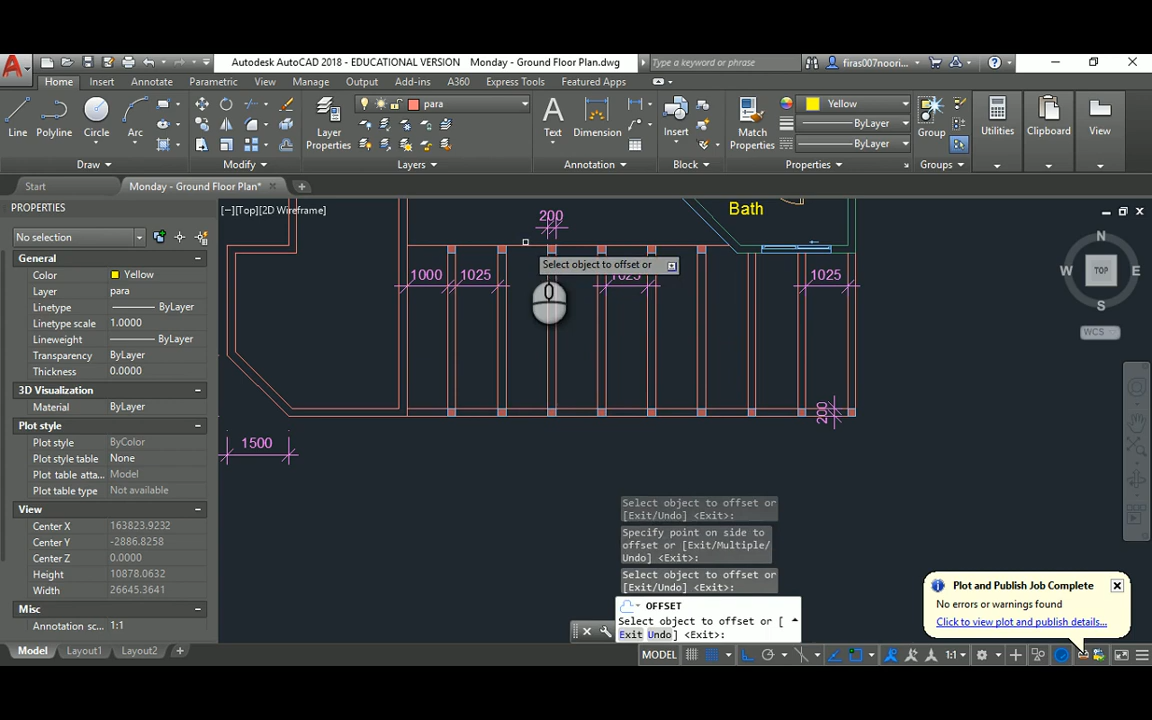 Autodesk AutoCAD 2018 - EDUCATIONAL VERSION Monday - Ground Floor Plan.dwg
Type a keyword or phrase
firas007noori...
Home Insert Annotate Parametric View Manage Output Add-ins A360 Express Tools Featured Apps
Line Polyline Circle Arc
Layer Properties
para
Text Dimension
Insert
Match Properties
Yellow
ByLayer
ByLayer
Group
Utilities Clipboard View
Draw Modify Layers Annotation Block Properties Groups
Start Monday - Ground Floor Plan*
PROPERTIES
[−][Top][2D Wireframe]
No selection
General
Color Yellow
Layer para
Linetype ByLayer
Linetype scale 1.0000
Lineweight ByLayer
Transparency ByLayer
Thickness 0.0000
3D Visualization
Material ByLayer
Plot style
Plot style ByColor
Plot style table None
Plot table atta... Model
Plot table type Not available
View
Center X 163823.9232
Center Y -2886.8258
Center Z 0.0000
Height 10878.0632
Width 26645.3641
Misc
Annotation sc... 1:1
200
Bath
Select object to offset or
1000 1025 1025 1025
200
1500
N
W TOP E
S
WCS
Select object to offset or
[Exit/Undo] <Exit>:
Specify point on side to
offset or [Exit/Multiple/
Undo] <Exit>:
Select object to offset or
[Exit/Undo] <Exit>:
OFFSET
Select object to offset or [
Exit Undo] <Exit>:
Plot and Publish Job Complete
No errors or warnings found
Click to view plot and publish details...
Model Layout1 Layout2
MODEL 1:1